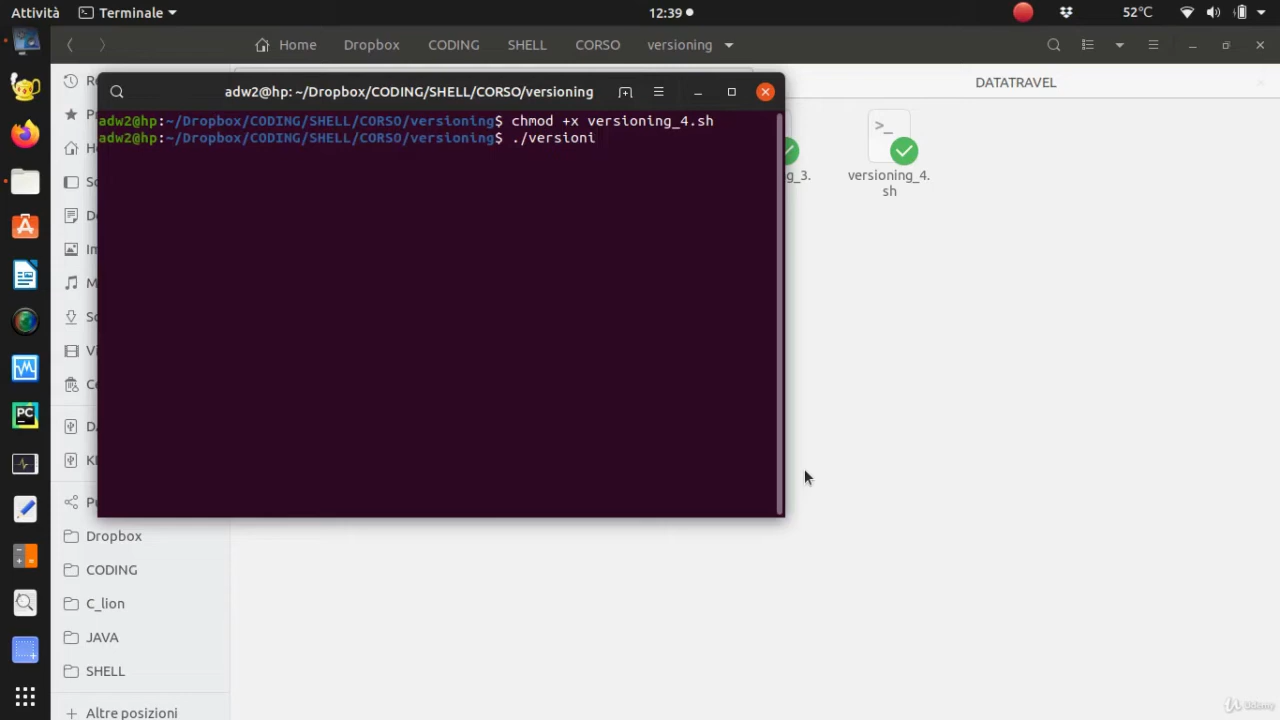 Attività
Terminale
12:39
52°C
Home
Dropbox
CODING
SHELL
CORSO
versioning
DATATRAVEL
adw2@hp: ~/Dropbox/CODING/SHELL/CORSO/versioning
adw2@hp:~/Dropbox/CODING/SHELL/CORSO/versioning$ chmod +x versioning_4.sh
adw2@hp:~/Dropbox/CODING/SHELL/CORSO/versioning$ ./versioni
g_3.
versioning_4.
sh
Dropbox
CODING
C_lion
JAVA
SHELL
Altre posizioni
PC
Udemy